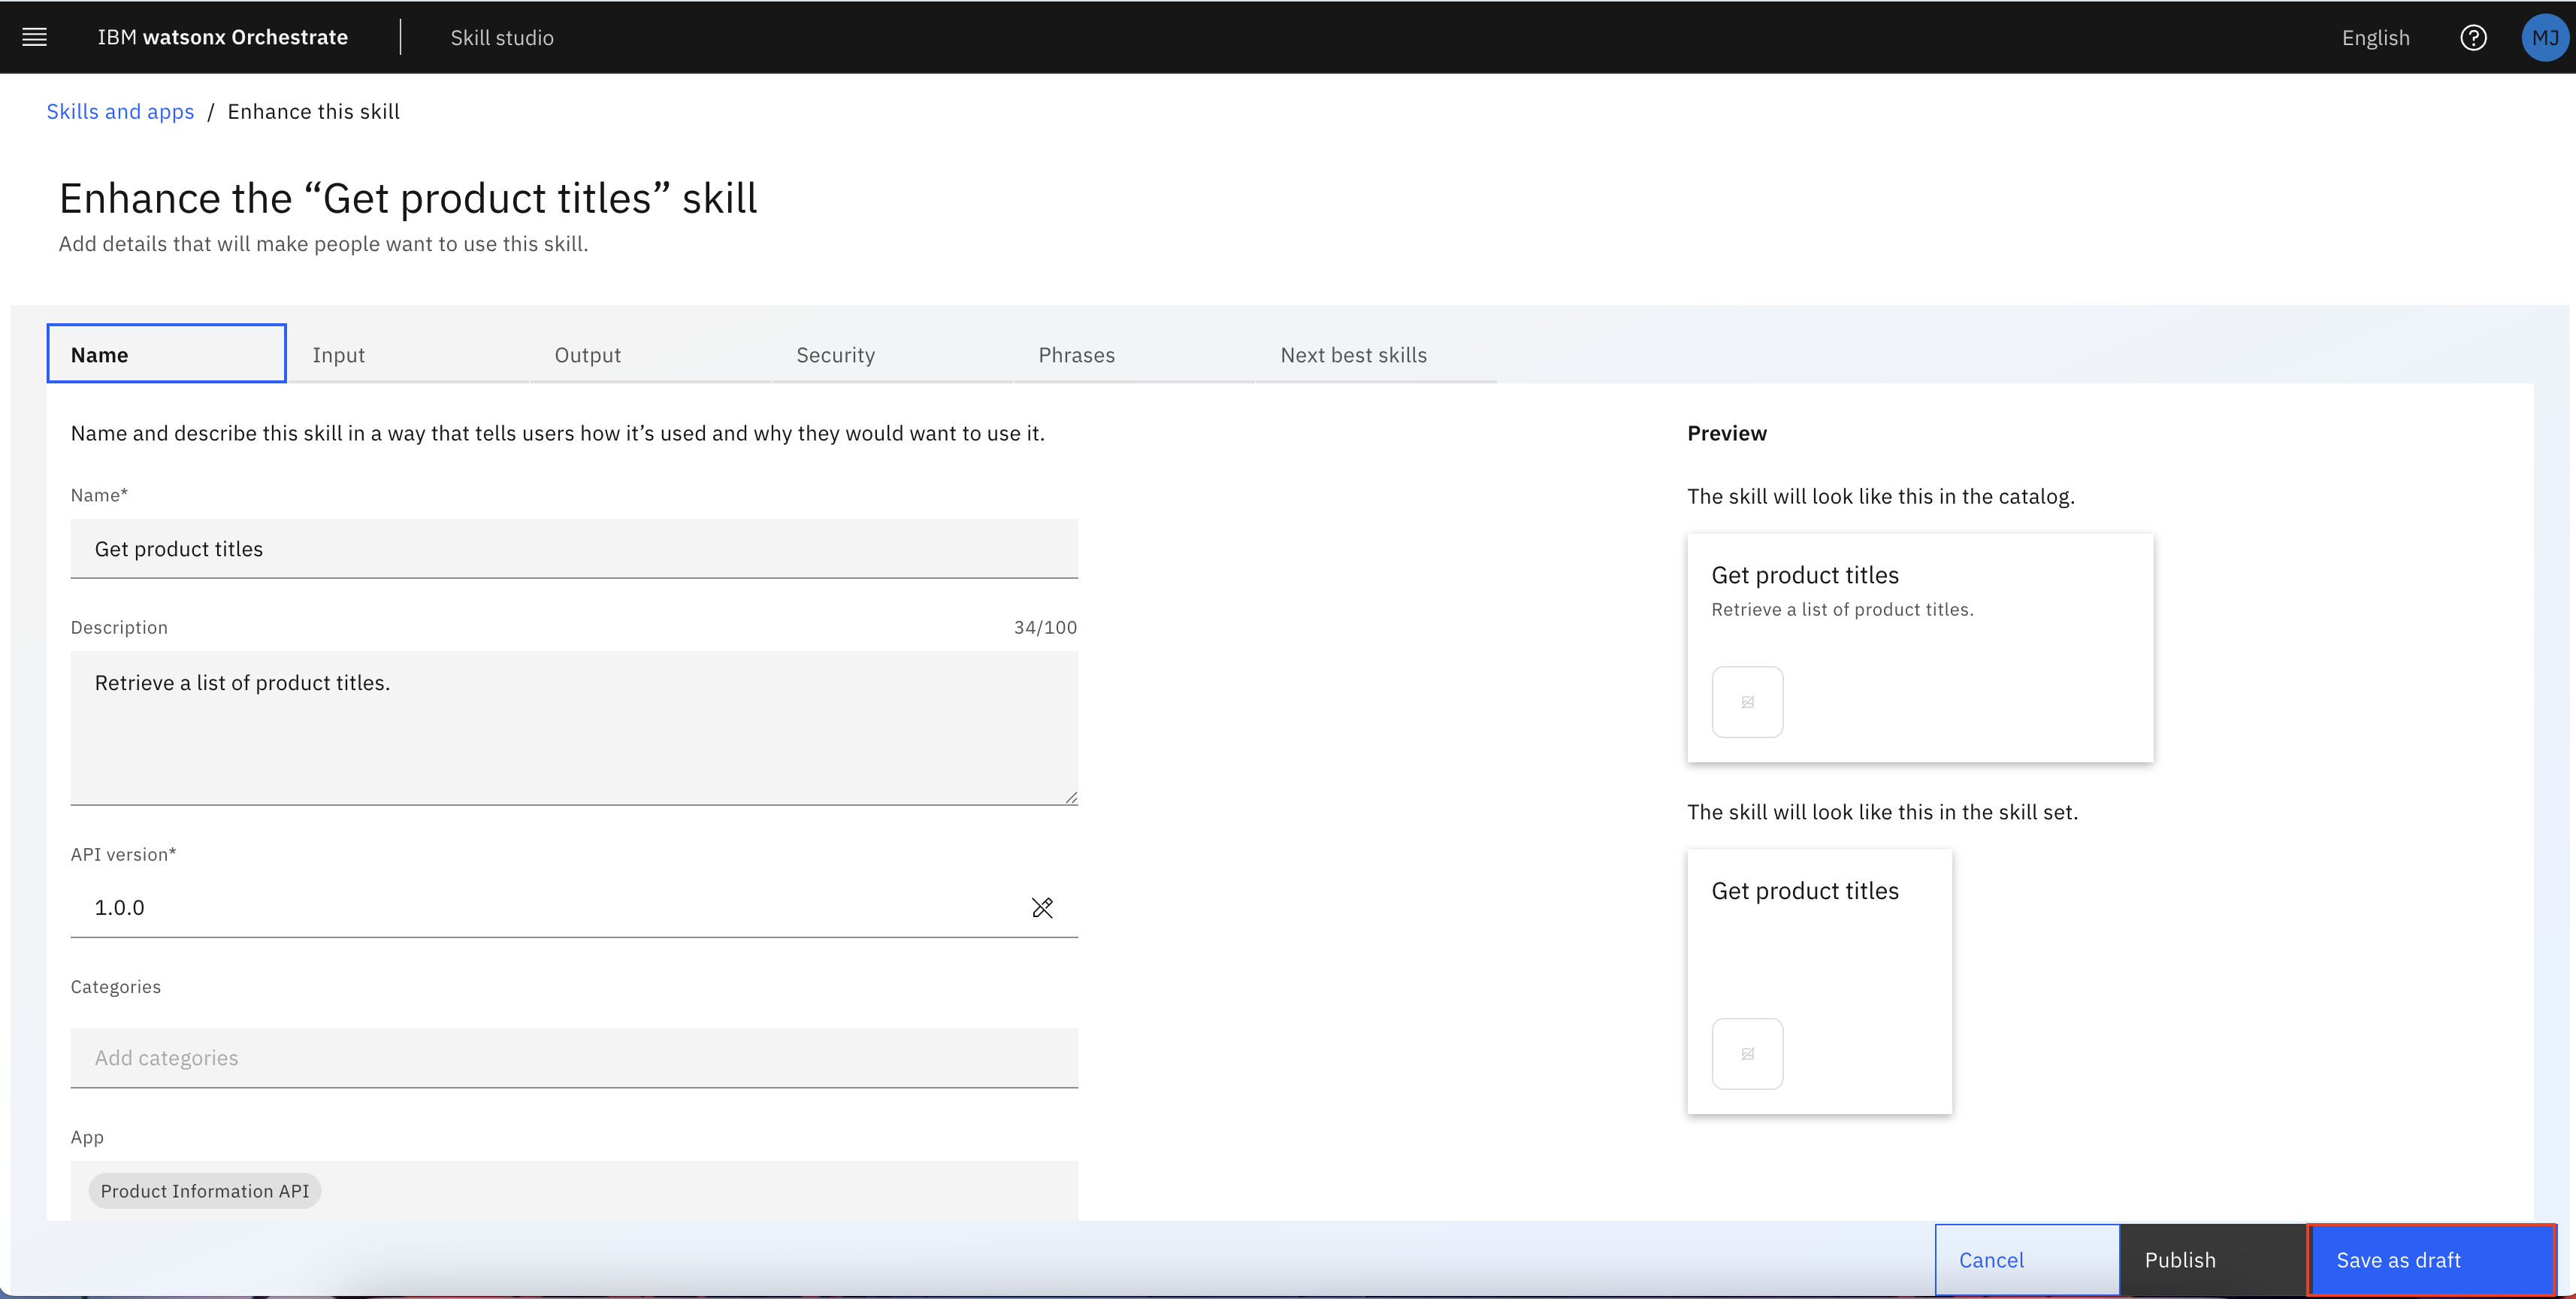 IBM watsonx Orchestrate
Skill studio
English
MJ
Skills and apps / Enhance this skill
Enhance the “Get product titles” skill
Add details that will make people want to use this skill.
Name
Input
Output
Security
Phrases
Next best skills
Name and describe this skill in a way that tells users how it’s used and why they would want to use it.
Name*
Get product titles
Description
34/100
Retrieve a list of product titles.
API version*
1.0.0
Categories
Add categories
App
Product Information API
Preview
The skill will look like this in the catalog.
Get product titles
Retrieve a list of product titles.
The skill will look like this in the skill set.
Get product titles
Cancel
Publish
Save as draft